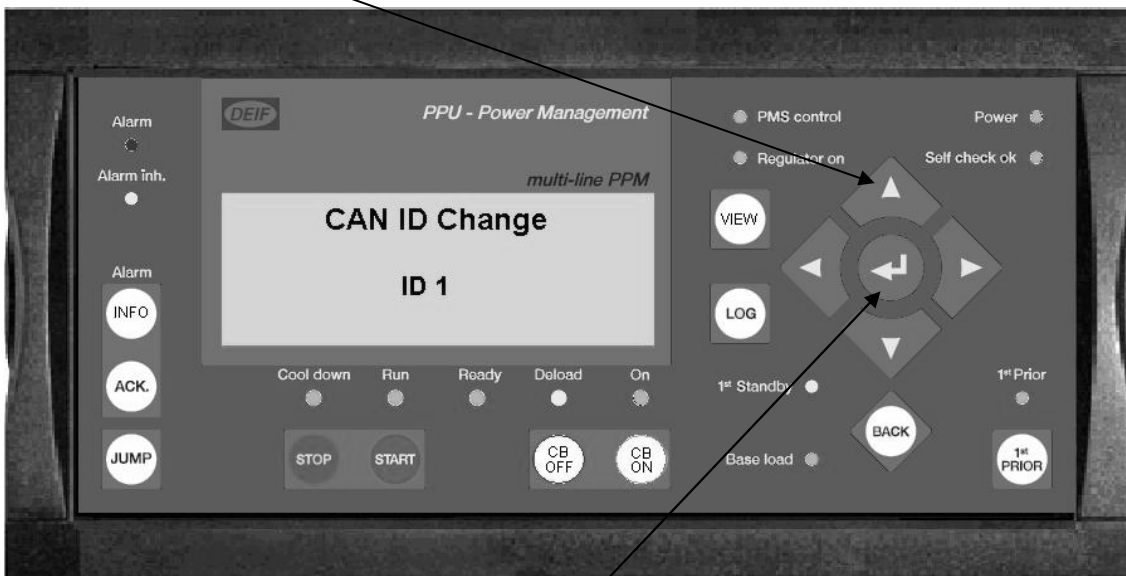 DEIF
PPU - Power Management
multi-line PPM
CAN ID Change
ID 1
Alarm
Alarm inh.
Alarm
INFO
ACK.
JUMP
Cool down
Run
Ready
Deload
On
STOP
START
CB
OFF
CB
ON
PMS control
Power
Regulator on
Self check ok
VIEW
LOG
1st Standby
1st Prior
BACK
Base load
1st
PRIOR